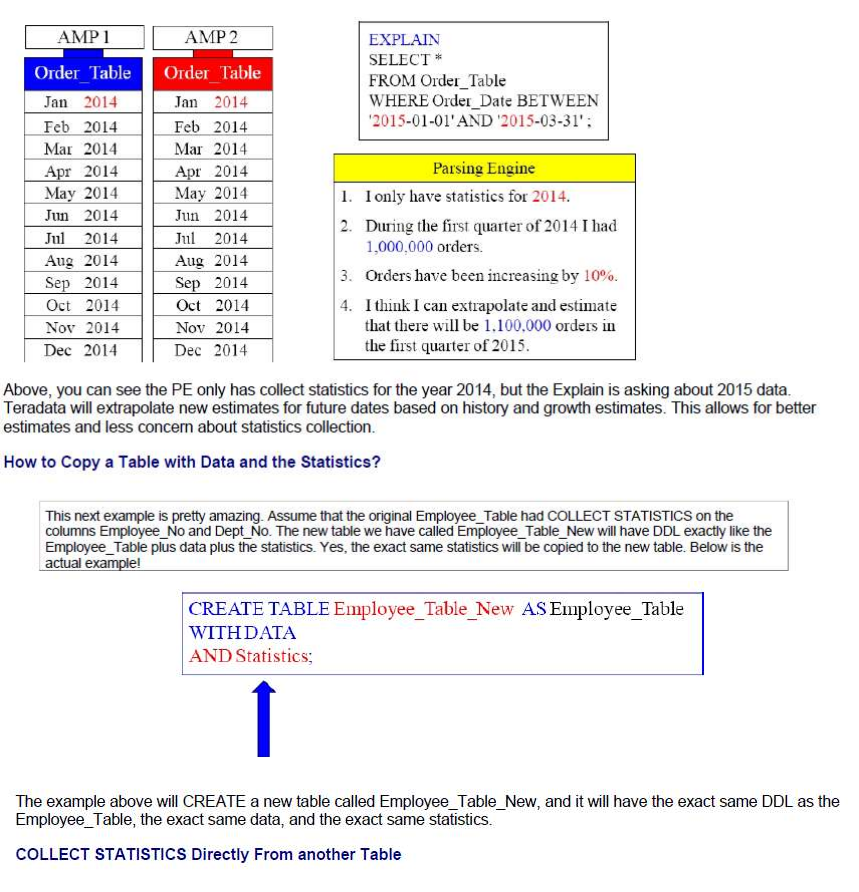 AMP 1
Order_Table
Jan 2014
Feb 2014
Mar 2014
Apr 2014
May 2014
Jun 2014
Jul 2014
Aug 2014
Sep 2014
Oct 2014
Nov 2014
Dec 2014
AMP 2
Order_Table
Jan 2014
Feb 2014
Mar 2014
Apr 2014
May 2014
Jun 2014
Jul 2014
Aug 2014
Sep 2014
Oct 2014
Nov 2014
Dec 2014
EXPLAIN
SELECT *
FROM Order_Table
WHERE Order_Date BETWEEN
'2015-01-01' AND '2015-03-31' ;
Parsing Engine
1. I only have statistics for 2014.
2. During the first quarter of 2014 I had
1,000,000 orders.
3. Orders have been increasing by 10%.
4. I think I can extrapolate and estimate
that there will be 1,100,000 orders in
the first quarter of 2015.
Above, you can see the PE only has collect statistics for the year 2014, but the Explain is asking about 2015 data.
Teradata will extrapolate new estimates for future dates based on history and growth estimates. This allows for better
estimates and less concern about statistics collection.
How to Copy a Table with Data and the Statistics?
This next example is pretty amazing. Assume that the original Employee_Table had COLLECT STATISTICS on the
columns Employee_No and Dept_No. The new table we have called Employee_Table_New will have DDL exactly like the
Employee_Table plus data plus the statistics. Yes, the exact same statistics will be copied to the new table. Below is the
actual example!
CREATE TABLE Employee_Table_New AS Employee_Table
WITH DATA
AND Statistics;
The example above will CREATE a new table called Employee_Table_New, and it will have the exact same DDL as the
Employee_Table, the exact same data, and the exact same statistics.
COLLECT STATISTICS Directly From another Table